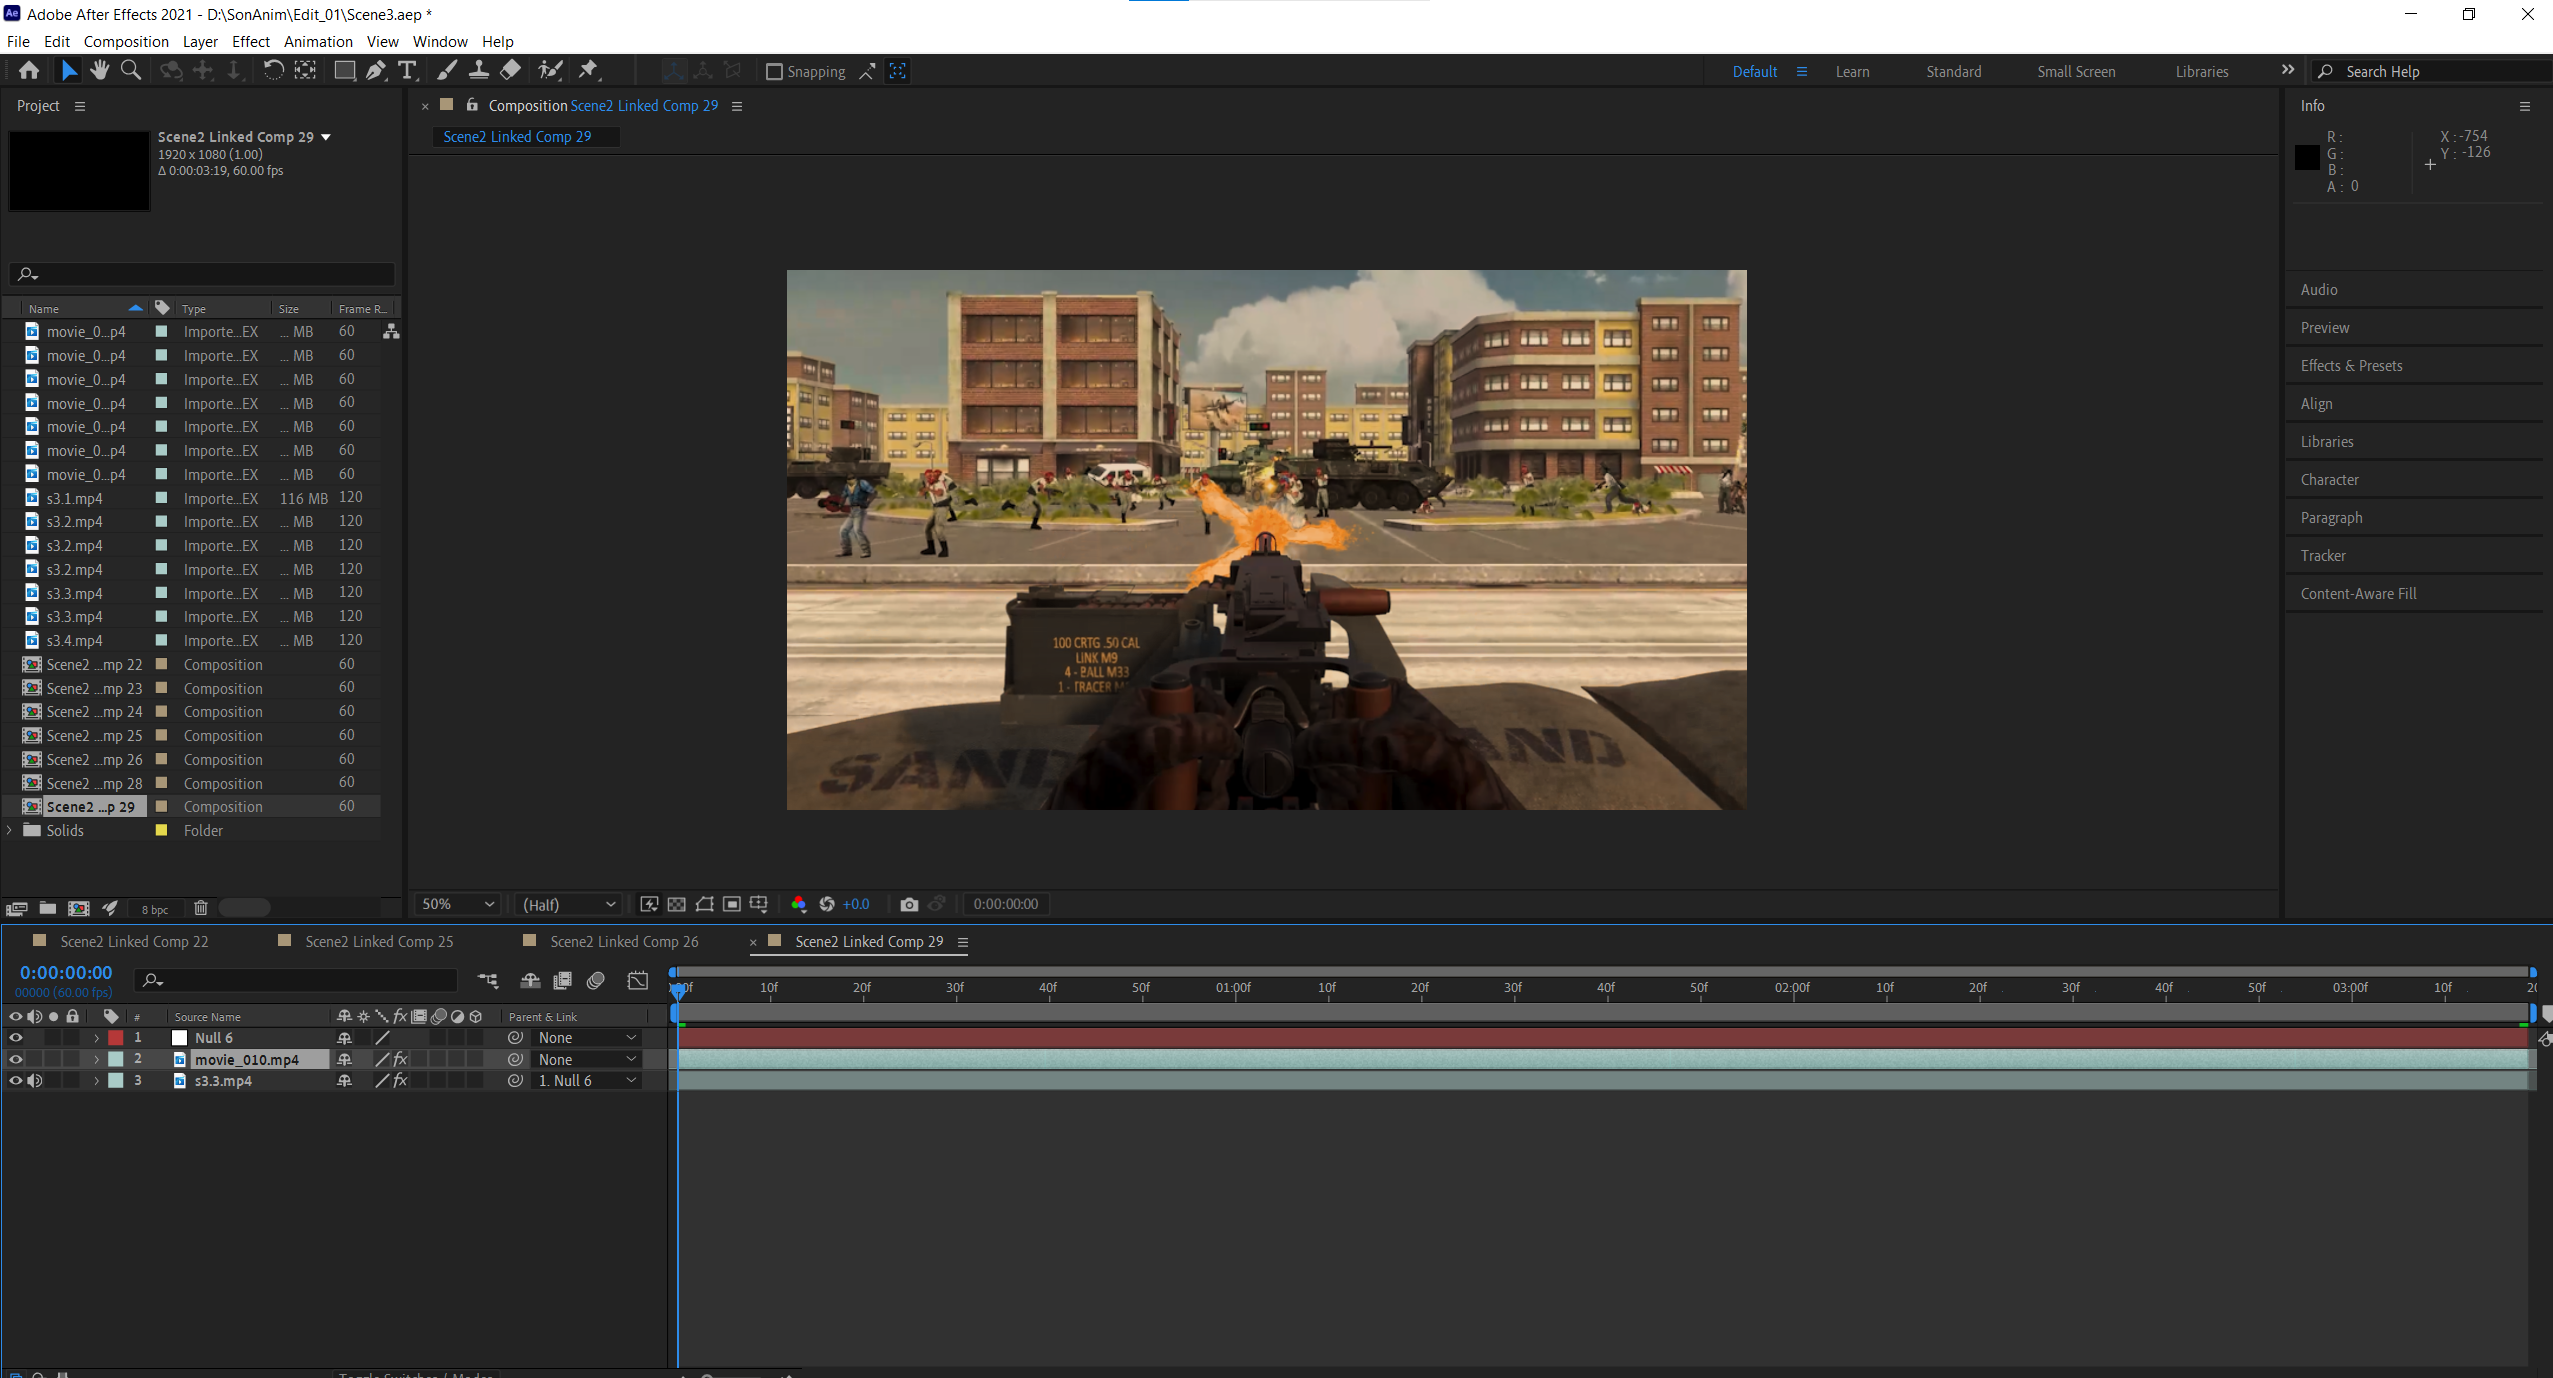 Adobe After Effects 2021 - D:\SonAnim\Edit_01\Scene3.aep *
File Edit Composition Layer Effect Animation View Window Help
Snapping
Default Learn Standard Small Screen Libraries Search Help
Project
Scene2 Linked Comp 29
1920 x 1080 (1.00)
Δ 0:00:03:19, 60.00 fps
Name Type Size Frame R...
movie_0...p4 Importe...EX ... MB 60
movie_0...p4 Importe...EX ... MB 60
movie_0...p4 Importe...EX ... MB 60
movie_0...p4 Importe...EX ... MB 60
movie_0...p4 Importe...EX ... MB 60
movie_0...p4 Importe...EX ... MB 60
movie_0...p4 Importe...EX ... MB 60
s3.1.mp4 Importe...EX 116 MB 120
s3.2.mp4 Importe...EX ... MB 120
s3.2.mp4 Importe...EX ... MB 120
s3.2.mp4 Importe...EX ... MB 120
s3.3.mp4 Importe...EX ... MB 120
s3.3.mp4 Importe...EX ... MB 120
s3.4.mp4 Importe...EX ... MB 120
Scene2 ...mp 22 Composition 60
Scene2 ...mp 23 Composition 60
Scene2 ...mp 24 Composition 60
Scene2 ...mp 25 Composition 60
Scene2 ...mp 26 Composition 60
Scene2 ...mp 28 Composition 60
Scene2 ...p 29 Composition 60
Solids Folder
8 bpc
Composition Scene2 Linked Comp 29
Scene2 Linked Comp 29
100 CRTG .50 CAL
LINK M9
4 - BALL M33
1 - TRACER
SAND
SAND
50% (Half) +0.0 0:00:00:00
Info
R :
G :
B :
A : 0
X : -754
Y : -126
Audio
Preview
Effects & Presets
Align
Libraries
Character
Paragraph
Tracker
Content-Aware Fill
Scene2 Linked Comp 22 Scene2 Linked Comp 25 Scene2 Linked Comp 26 Scene2 Linked Comp 29
0:00:00:00
00000 (60.00 fps)
10f 20f 30f 40f 50f 01:00f 10f 20f 30f 40f 50f 02:00f 10f 20f 30f 40f 50f 03:00f 10f
# Source Name fx Parent & Link
1 Null 6 None
2 movie_010.mp4 fx None
3 s3.3.mp4 fx 1. Null 6
Toggle Switches / Modes